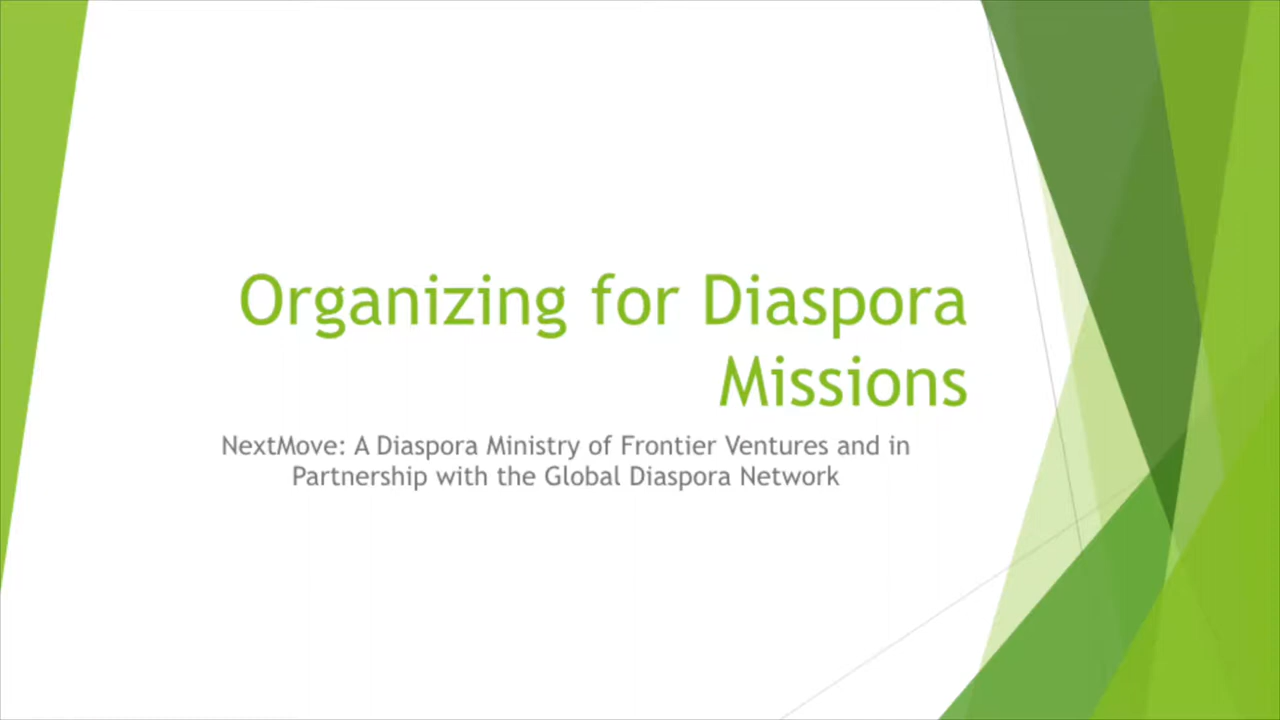 Organizing for Diaspora
Missions
NextMove: A Diaspora Ministry of Frontier Ventures and in
Partnership with the Global Diaspora Network